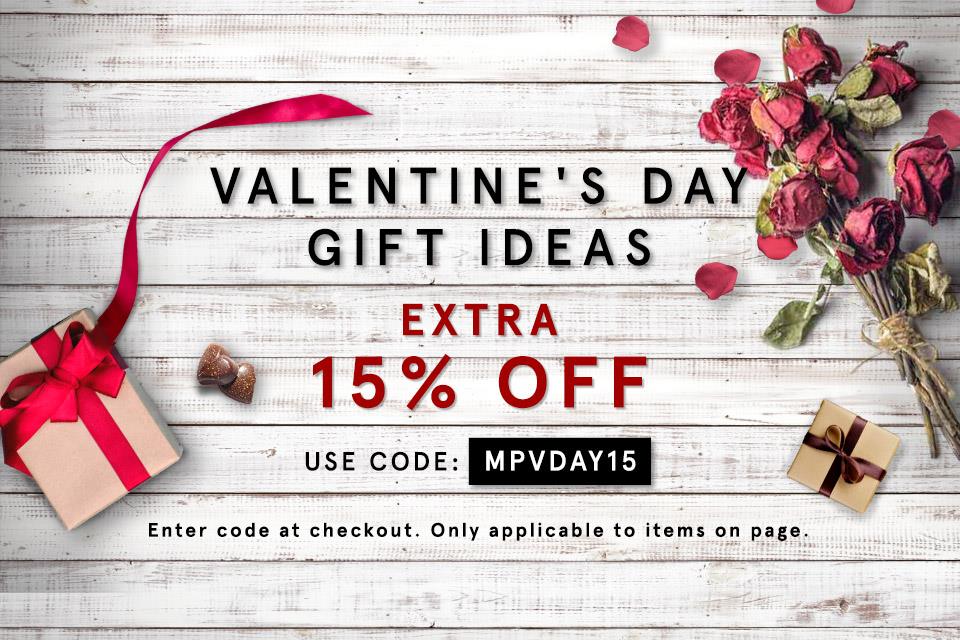 VALENTINE'S DAY
GIFT IDEAS
EXTRA
15% OFF
USE CODE: MPVDAY15
Enter code at checkout. Only applicable to items on page.